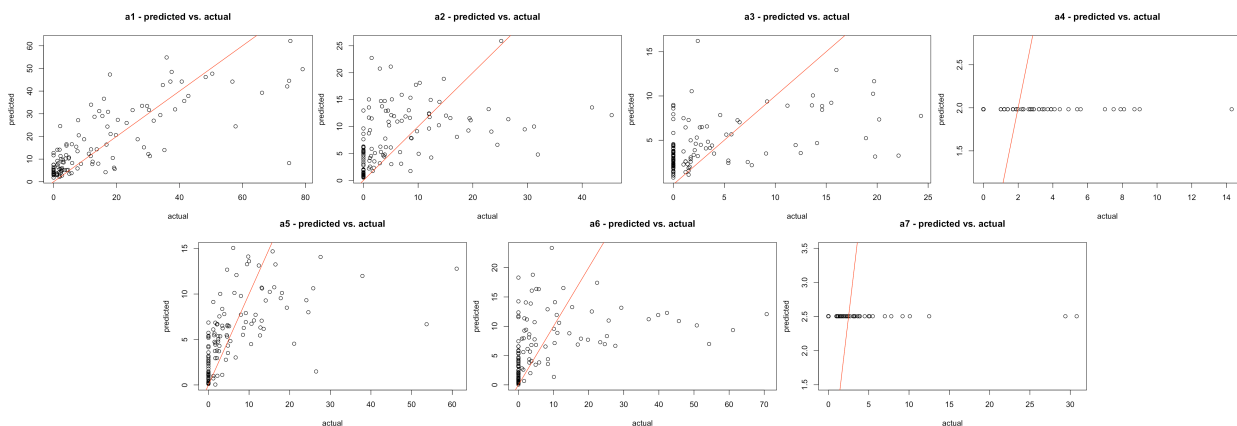 a1 - predicted vs. actual
predicted
0 10 20 30 40 50 60
0 20 40 60 80
actual
a2 - predicted vs. actual
predicted
0 5 10 15 20 25
0 10 20 30 40
actual
a3 - predicted vs. actual
predicted
5 10 15
0 5 10 15 20
actual
a4 - predicted vs. actual
predicted
1.5 2.0 2.5
0 2 4 6 8 10 12 14
actual
a5 - predicted vs. actual
predicted
0 5 10 15
0 10 20 30 40 50 60
actual
a6 - predicted vs. actual
predicted
0 5 10 15 20
0 10 20 30 40 50 60 70
actual
a7 - predicted vs. actual
predicted
1.5 2.0 2.5 3.0 3.5
0 5 10 15 20 25 30
actual